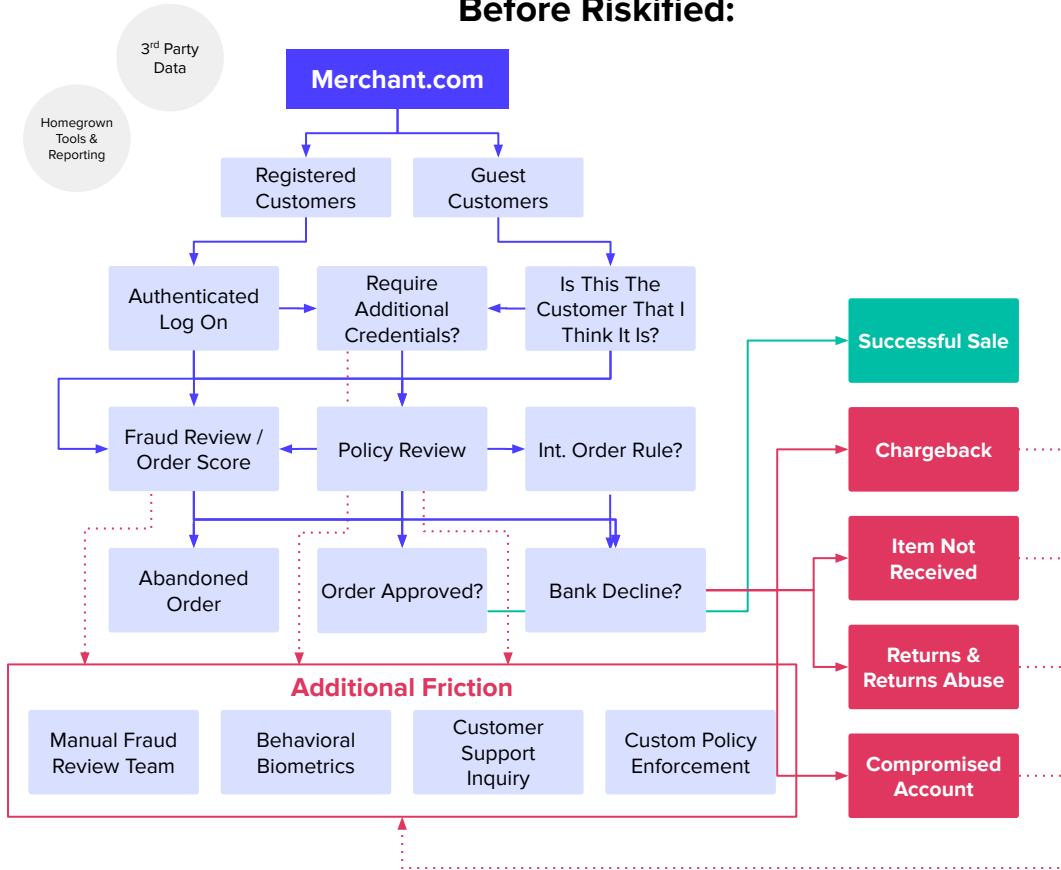 Before Riskified:
3rd Party
Data
Merchant.com
Homegrown
Tools &
Reporting
Registered
Customers
Guest
Customers
Authenticated
Log On
Require
Additional
Credentials?
Is This The
Customer That I
Think It Is?
Successful Sale
Fraud Review /
Order Score
Policy Review
Int. Order Rule?
Chargeback
Abandoned
Order
Order Approved?
Bank Decline?
Item Not
Received
Returns &
Returns Abuse
Additional Friction
Manual Fraud
Review Team
Behavioral
Biometrics
Customer
Support
Inquiry
Custom Policy
Enforcement
Compromised
Account